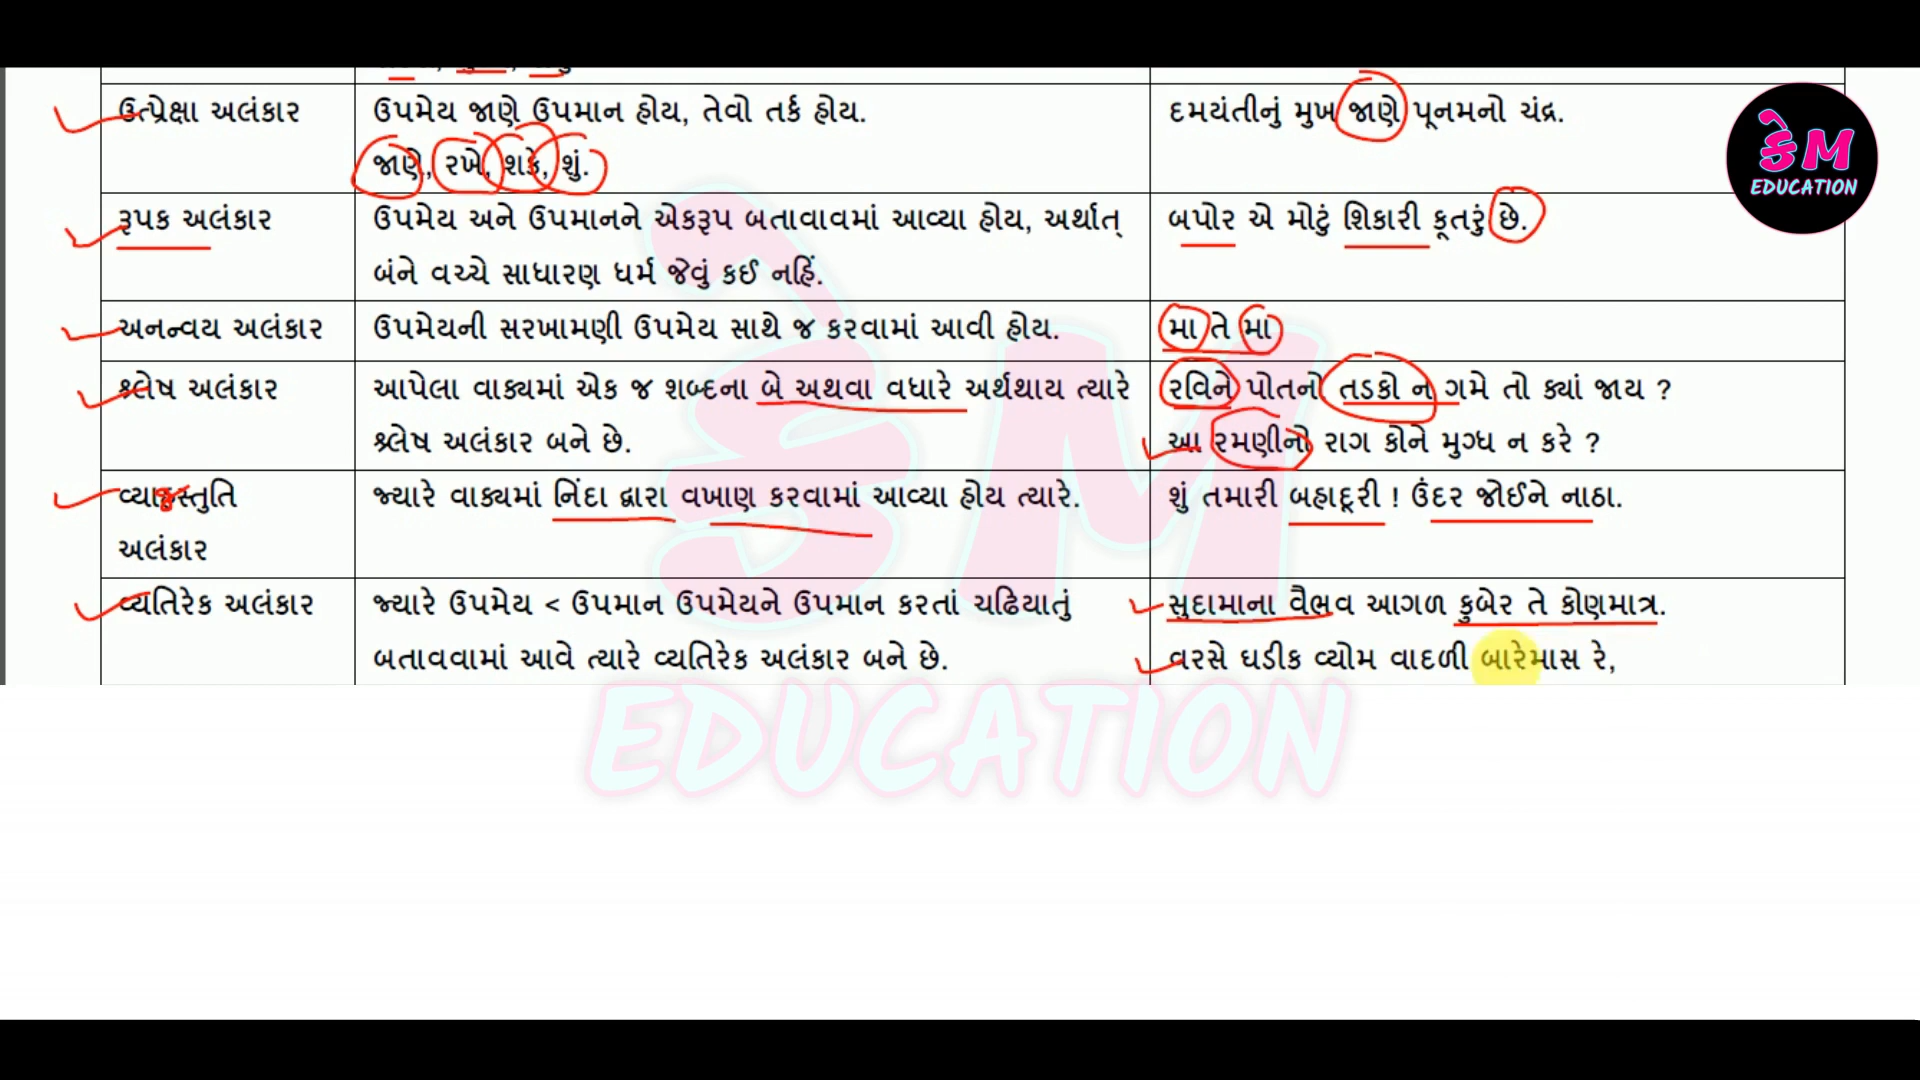 ઉત્પ્રેક્ષા અલંકાર
ઉપમેય જાણે ઉપમાન હોય, તેવો તર્ક હોય.
જાણે, રખે, શકે, શું.
દમયંતીનું મુખ જાણે પૂનમનો ચંદ્ર.
રૂપક અલંકાર
ઉપમેય અને ઉપમાનને એકરૂપ બતાવાવમાં આવ્યા હોય, અર્થાત્
બંને વચ્ચે સાધારણ ધર્મ જેવું કઈ નહિં.
બપોર એ મોટું શિકારી કૂતરું છે.
અનન્વય અલંકાર
ઉપમેયની સરખામણી ઉપમેય સાથે જ કરવામાં આવી હોય.
મા તે મા
શ્લેષ અલંકાર
આપેલા વાક્યમાં એક જ શબ્દના બે અથવા વધારે અર્થથાય ત્યારે
શ્લેષ અલંકાર બને છે.
રવિને પોતનો તડકો ન ગમે તો ક્યાં જાય ?
આ રમણીનો રાગ કોને મુગ્ધ ન કરે ?
વ્યાજસ્તુતિ
અલંકાર
જ્યારે વાક્યમાં નિંદા દ્વારા વખાણ કરવામાં આવ્યા હોય ત્યારે.
શું તમારી બહાદૂરી ! ઉંદર જોઈને નાઠા.
વ્યતિરેક અલંકાર
જ્યારે ઉપમેય < ઉપમાન ઉપમેયને ઉપમાન કરતાં ચઢિયાતું
બતાવવામાં આવે ત્યારે વ્યતિરેક અલંકાર બને છે.
સુદામાના વૈભવ આગળ કુબેર તે કોણમાત્ર.
વરસે ઘડીક વ્યોમ વાદળી બારેમાસ રે,
કેM
EDUCATION
કેM
EDUCATION